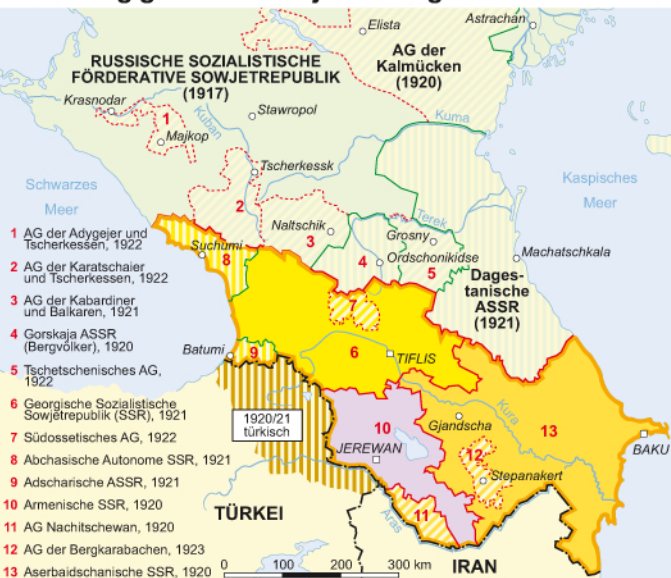 Elista
Astrachan
AG der
Kalmücken
(1920)
RUSSISCHE SOZIALISTISCHE
FÖRDERATIVE SOWJETREPUBLIK
(1917)
Krasnodar
Kuban
Stawropol
Kuma
1
Majkop
Tscherkessk
Schwarzes
Meer
Kaspisches
Meer
2
Naltschik
3
Terek
Grosny
4
Ordschonikidse
5
Machatschkala
Suchumi
8
Dages-
tanische
ASSR
(1921)
7
Batumi
9
6
TIFLIS
1920/21
türkisch
10
Gjandscha
Kura
13
JEREWAN
12
BAKU
Stepanakert
11
Aras
TÜRKEI
IRAN
1 AG der Adygejer und
Tscherkessen, 1922
2 AG der Karatschaier
und Tscherkessen, 1922
3 AG der Kabardiner
und Balkaren, 1921
4 Gorskaja ASSR
(Bergvölker), 1920
5 Tschetschenisches AG,
1922
6 Georgische Sozialistische
Sowjetrepublik (SSR), 1921
7 Südossetisches AG, 1922
8 Abchasische Autonome SSR, 1921
9 Adscharische ASSR, 1921
10 Armenische SSR, 1920
11 AG Nachitschewan, 1920
12 AG der Bergkarabachen, 1923
13 Aserbaidschanische SSR, 1920
0 100 200 300 km